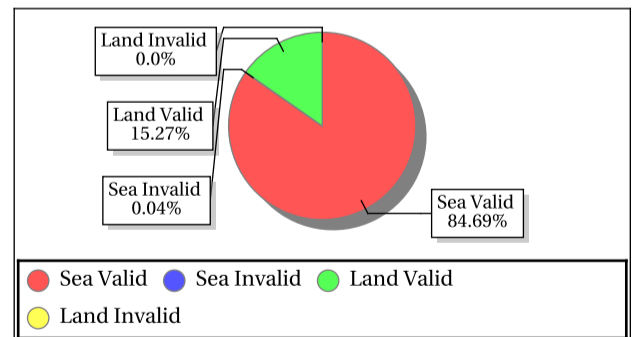 Land Invalid
0.0%
Land Valid
15.27%
Sea Invalid
0.04%
Sea Valid
84.69%
Sea Valid Sea Invalid Land Valid
Land Invalid